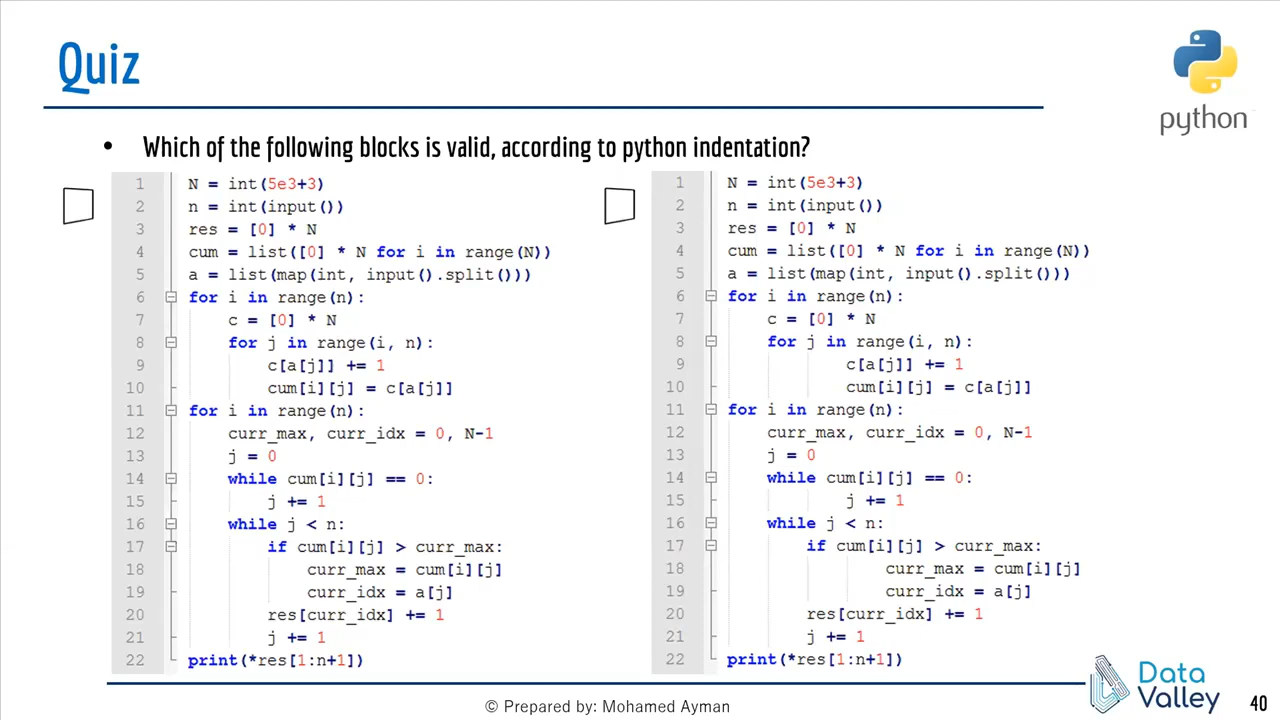 Quiz
python
• Which of the following blocks is valid, according to python indentation?
1 N = int(5e3+3)
2 n = int(input())
3 res = [0] * N
4 cum = list([0] * N for i in range(N))
5 a = list(map(int, input().split()))
6 for i in range(n):
7     c = [0] * N
8     for j in range(i, n):
9         c[a[j]] += 1
10         cum[i][j] = c[a[j]]
11 for i in range(n):
12     curr_max, curr_idx = 0, N-1
13     j = 0
14     while cum[i][j] == 0:
15         j += 1
16     while j < n:
17         if cum[i][j] > curr_max:
18             curr_max = cum[i][j]
19             curr_idx = a[j]
20         res[curr_idx] += 1
21         j += 1
22 print(*res[1:n+1])
1 N = int(5e3+3)
2 n = int(input())
3 res = [0] * N
4 cum = list([0] * N for i in range(N))
5 a = list(map(int, input().split()))
6 for i in range(n):
7     c = [0] * N
8     for j in range(i, n):
9             c[a[j]] += 1
10             cum[i][j] = c[a[j]]
11 for i in range(n):
12     curr_max, curr_idx = 0, N-1
13     j = 0
14     while cum[i][j] == 0:
15             j += 1
16     while j < n:
17         if cum[i][j] > curr_max:
18                 curr_max = cum[i][j]
19                 curr_idx = a[j]
20         res[curr_idx] += 1
21         j += 1
22 print(*res[1:n+1])
Data
Valley
© Prepared by: Mohamed Ayman
40